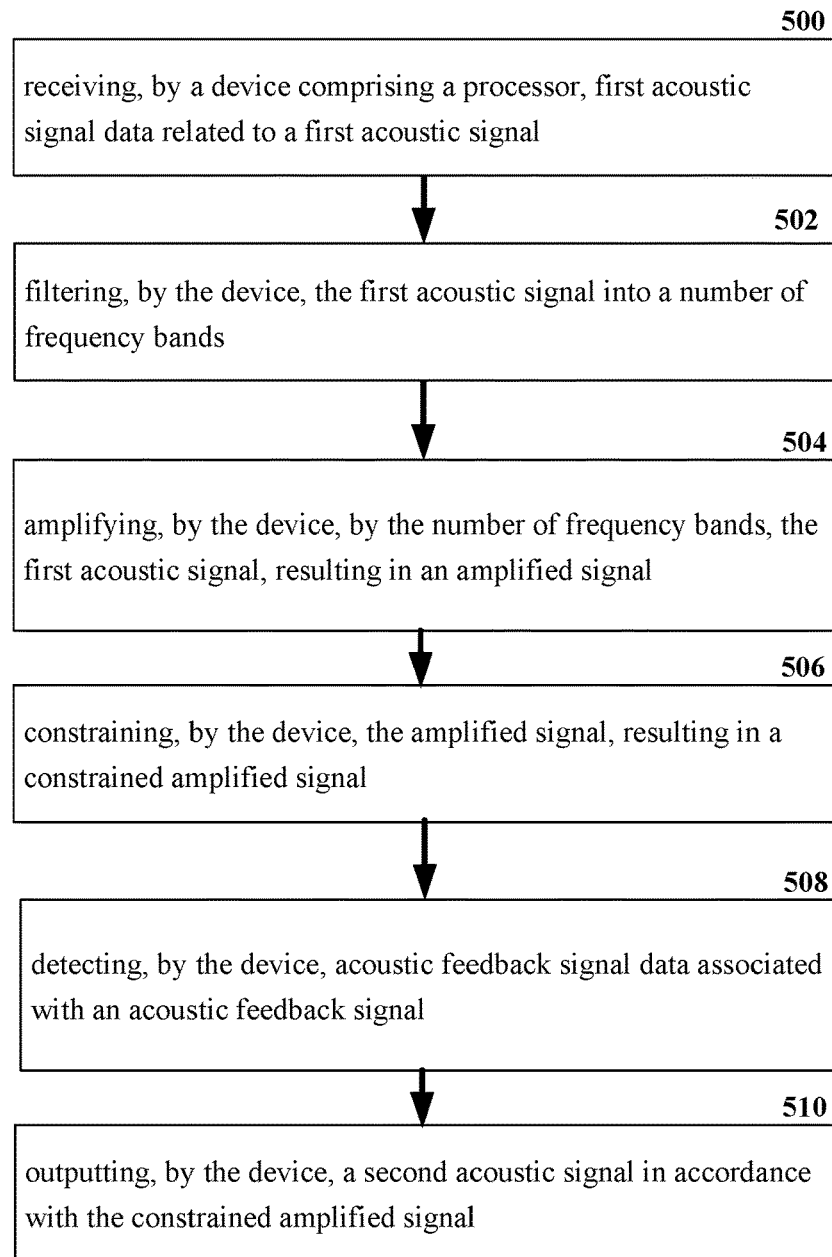 500
receiving, by a device comprising a processor, first acoustic
signal data related to a first acoustic signal
502
filtering, by the device, the first acoustic signal into a number of
frequency bands
504
amplifying, by the device, by the number of frequency bands, the
first acoustic signal, resulting in an amplified signal
506
constraining, by the device, the amplified signal, resulting in a
constrained amplified signal
508
detecting, by the device, acoustic feedback signal data associated
with an acoustic feedback signal
510
outputting, by the device, a second acoustic signal in accordance
with the constrained amplified signal